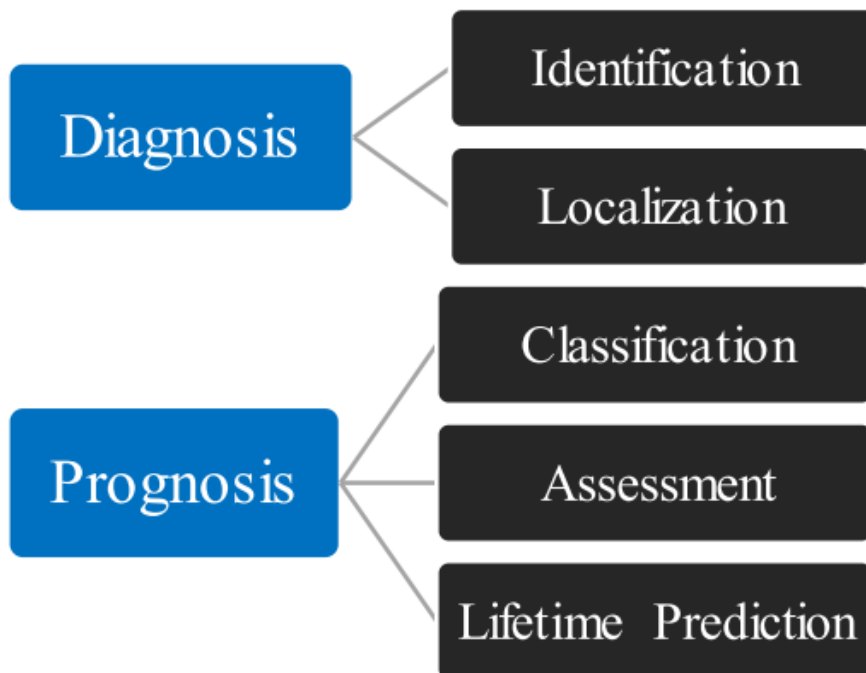 Diagnosis
Identification
Localization
Prognosis
Classification
Assessment
Lifetime Prediction